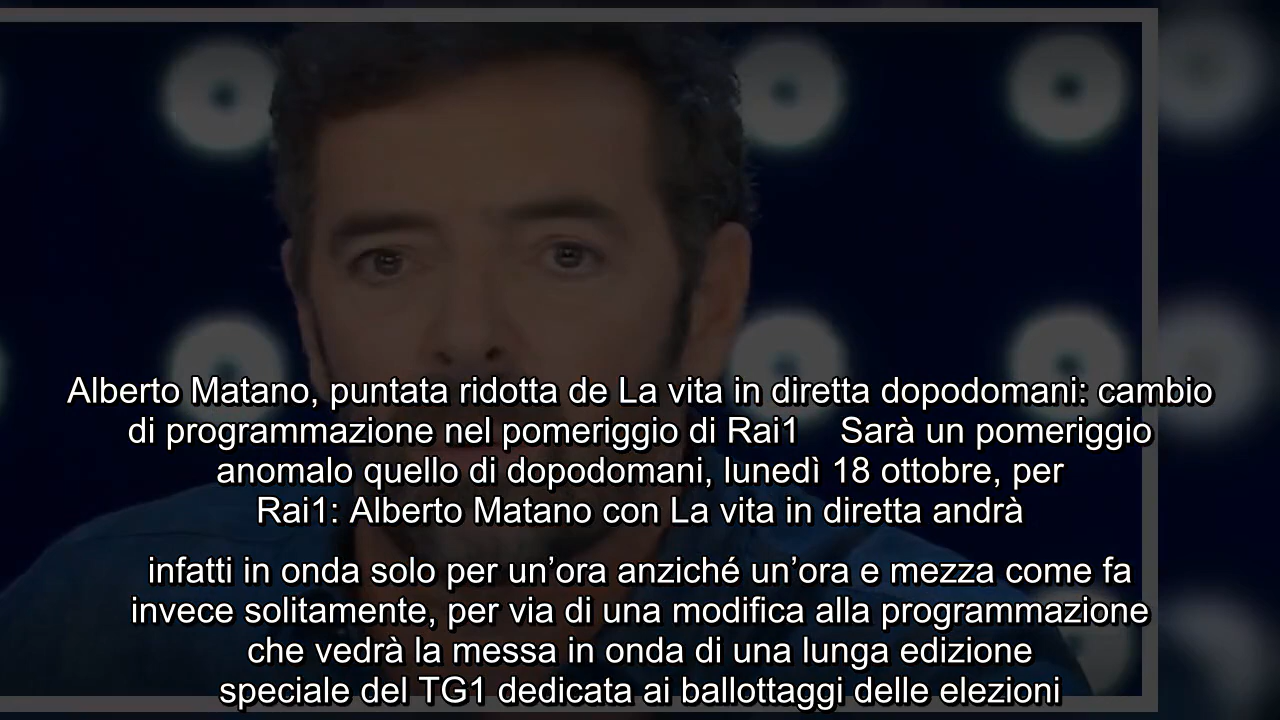 Alberto Matano, puntata ridotta de La vita in diretta dopodomani: cambio
di programmazione nel pomeriggio di Rai1    Sarà un pomeriggio
anomalo quello di dopodomani, lunedì 18 ottobre, per
Rai1: Alberto Matano con La vita in diretta andrà
infatti in onda solo per un’ora anziché un’ora e mezza come fa
invece solitamente, per via di una modifica alla programmazione
che vedrà la messa in onda di una lunga edizione
speciale del TG1 dedicata ai ballottaggi delle elezioni